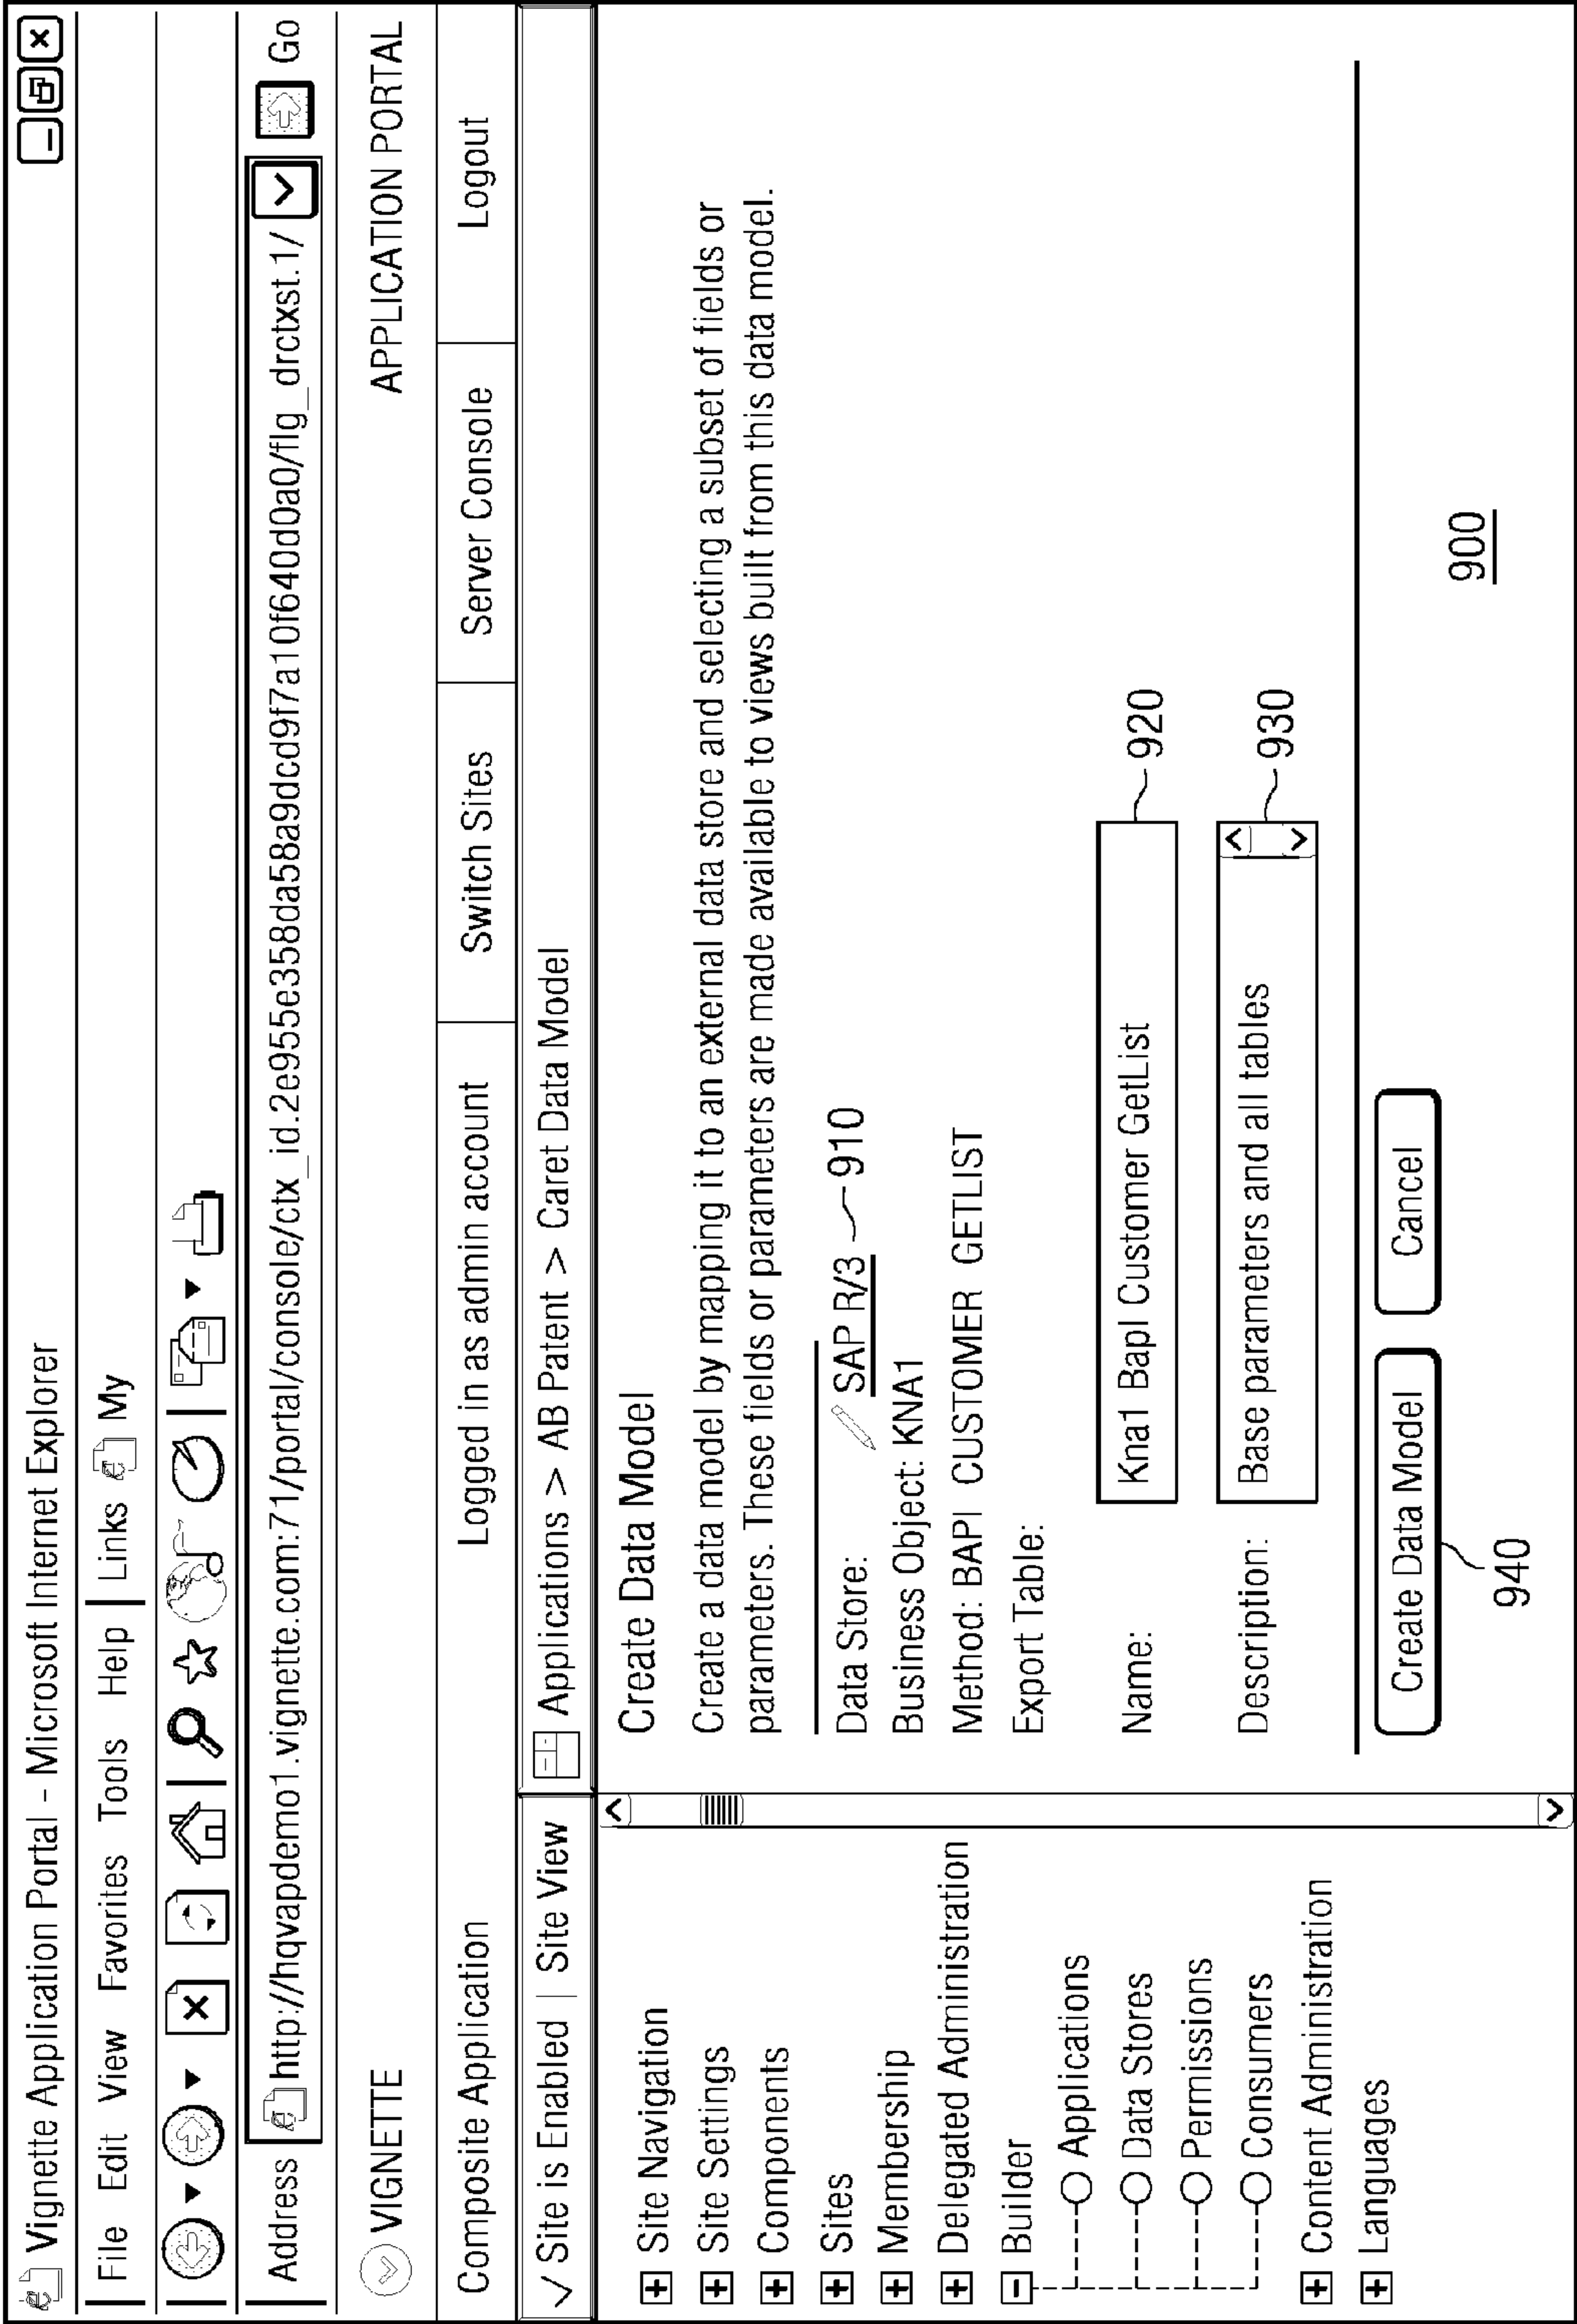 Vignette Application Portal - Microsoft Internet Explorer
File Edit View Favorites Tools Help Links My
Address http://hqvapdemo1.vignette.com:71/portal/console/ctx_id.2e955e358da58a9dcd9f7a10f640d0a0/flg_drctxst.1/ Go
VIGNETTE APPLICATION PORTAL
Composite Application Logged in as admin account Switch Sites Server Console Logout
Site is Enabled | Site View Applications > AB Patent > Caret Data Model
Site Navigation
Site Settings
Components
Sites
Membership
Delegated Administration
Builder
Applications
Data Stores
Permissions
Consumers
Content Administration
Languages
Create Data Model
Create a data model by mapping it to an external data store and selecting a subset of fields or
parameters. These fields or parameters are made available to views built from this data model.
Data Store: SAP R/3 910
Business Object: KNA1
Method: BAPI CUSTOMER GETLIST
Export Table:
Name: Kna1 Bapl Customer GetList 920
Description: Base parameters and all tables 930
Create Data Model Cancel
940
900